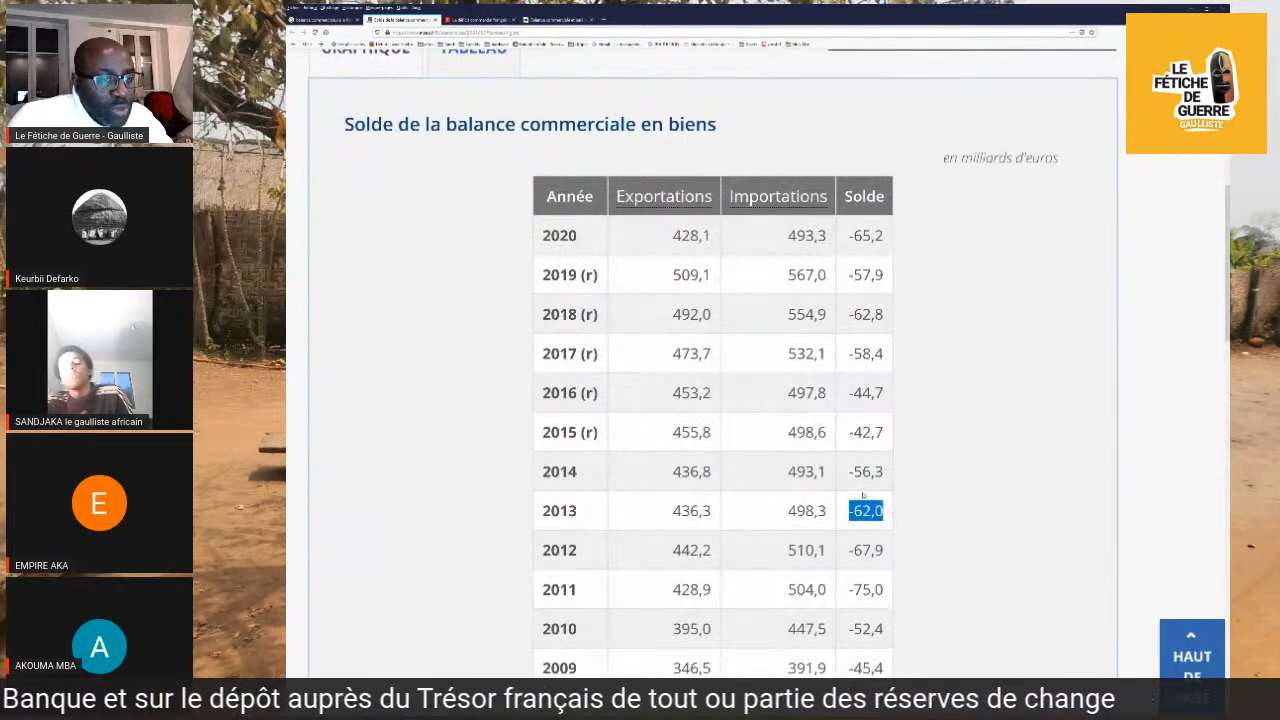 Le Fétiche de Guerre - Gaulliste
Keurbii Defarko
SANDJAKA le gaulliste africain
E
EMPIRE AKA
A
AKOUMA MBA
GRAPHIQUE TABLEAU
Solde de la balance commerciale en biens
en milliards d'euros
Année Exportations Importations Solde
2020 428,1 493,3 -65,2
2019 (r) 509,1 567,0 -57,9
2018 (r) 492,0 554,9 -62,8
2017 (r) 473,7 532,1 -58,4
2016 (r) 453,2 497,8 -44,7
2015 (r) 455,8 498,6 -42,7
2014 436,8 493,1 -56,3
2013 436,3 498,3 -62,0
2012 442,2 510,1 -67,9
2011 428,9 504,0 -75,0
2010 395,0 447,5 -52,4
2009 346,5 391,9 -45,4
LE
FÉTICHE
DE
GUERRE
GAULLISTE
HAUT
DE
Banque et sur le dépôt auprès du Trésor français de tout ou partie des réserves de change